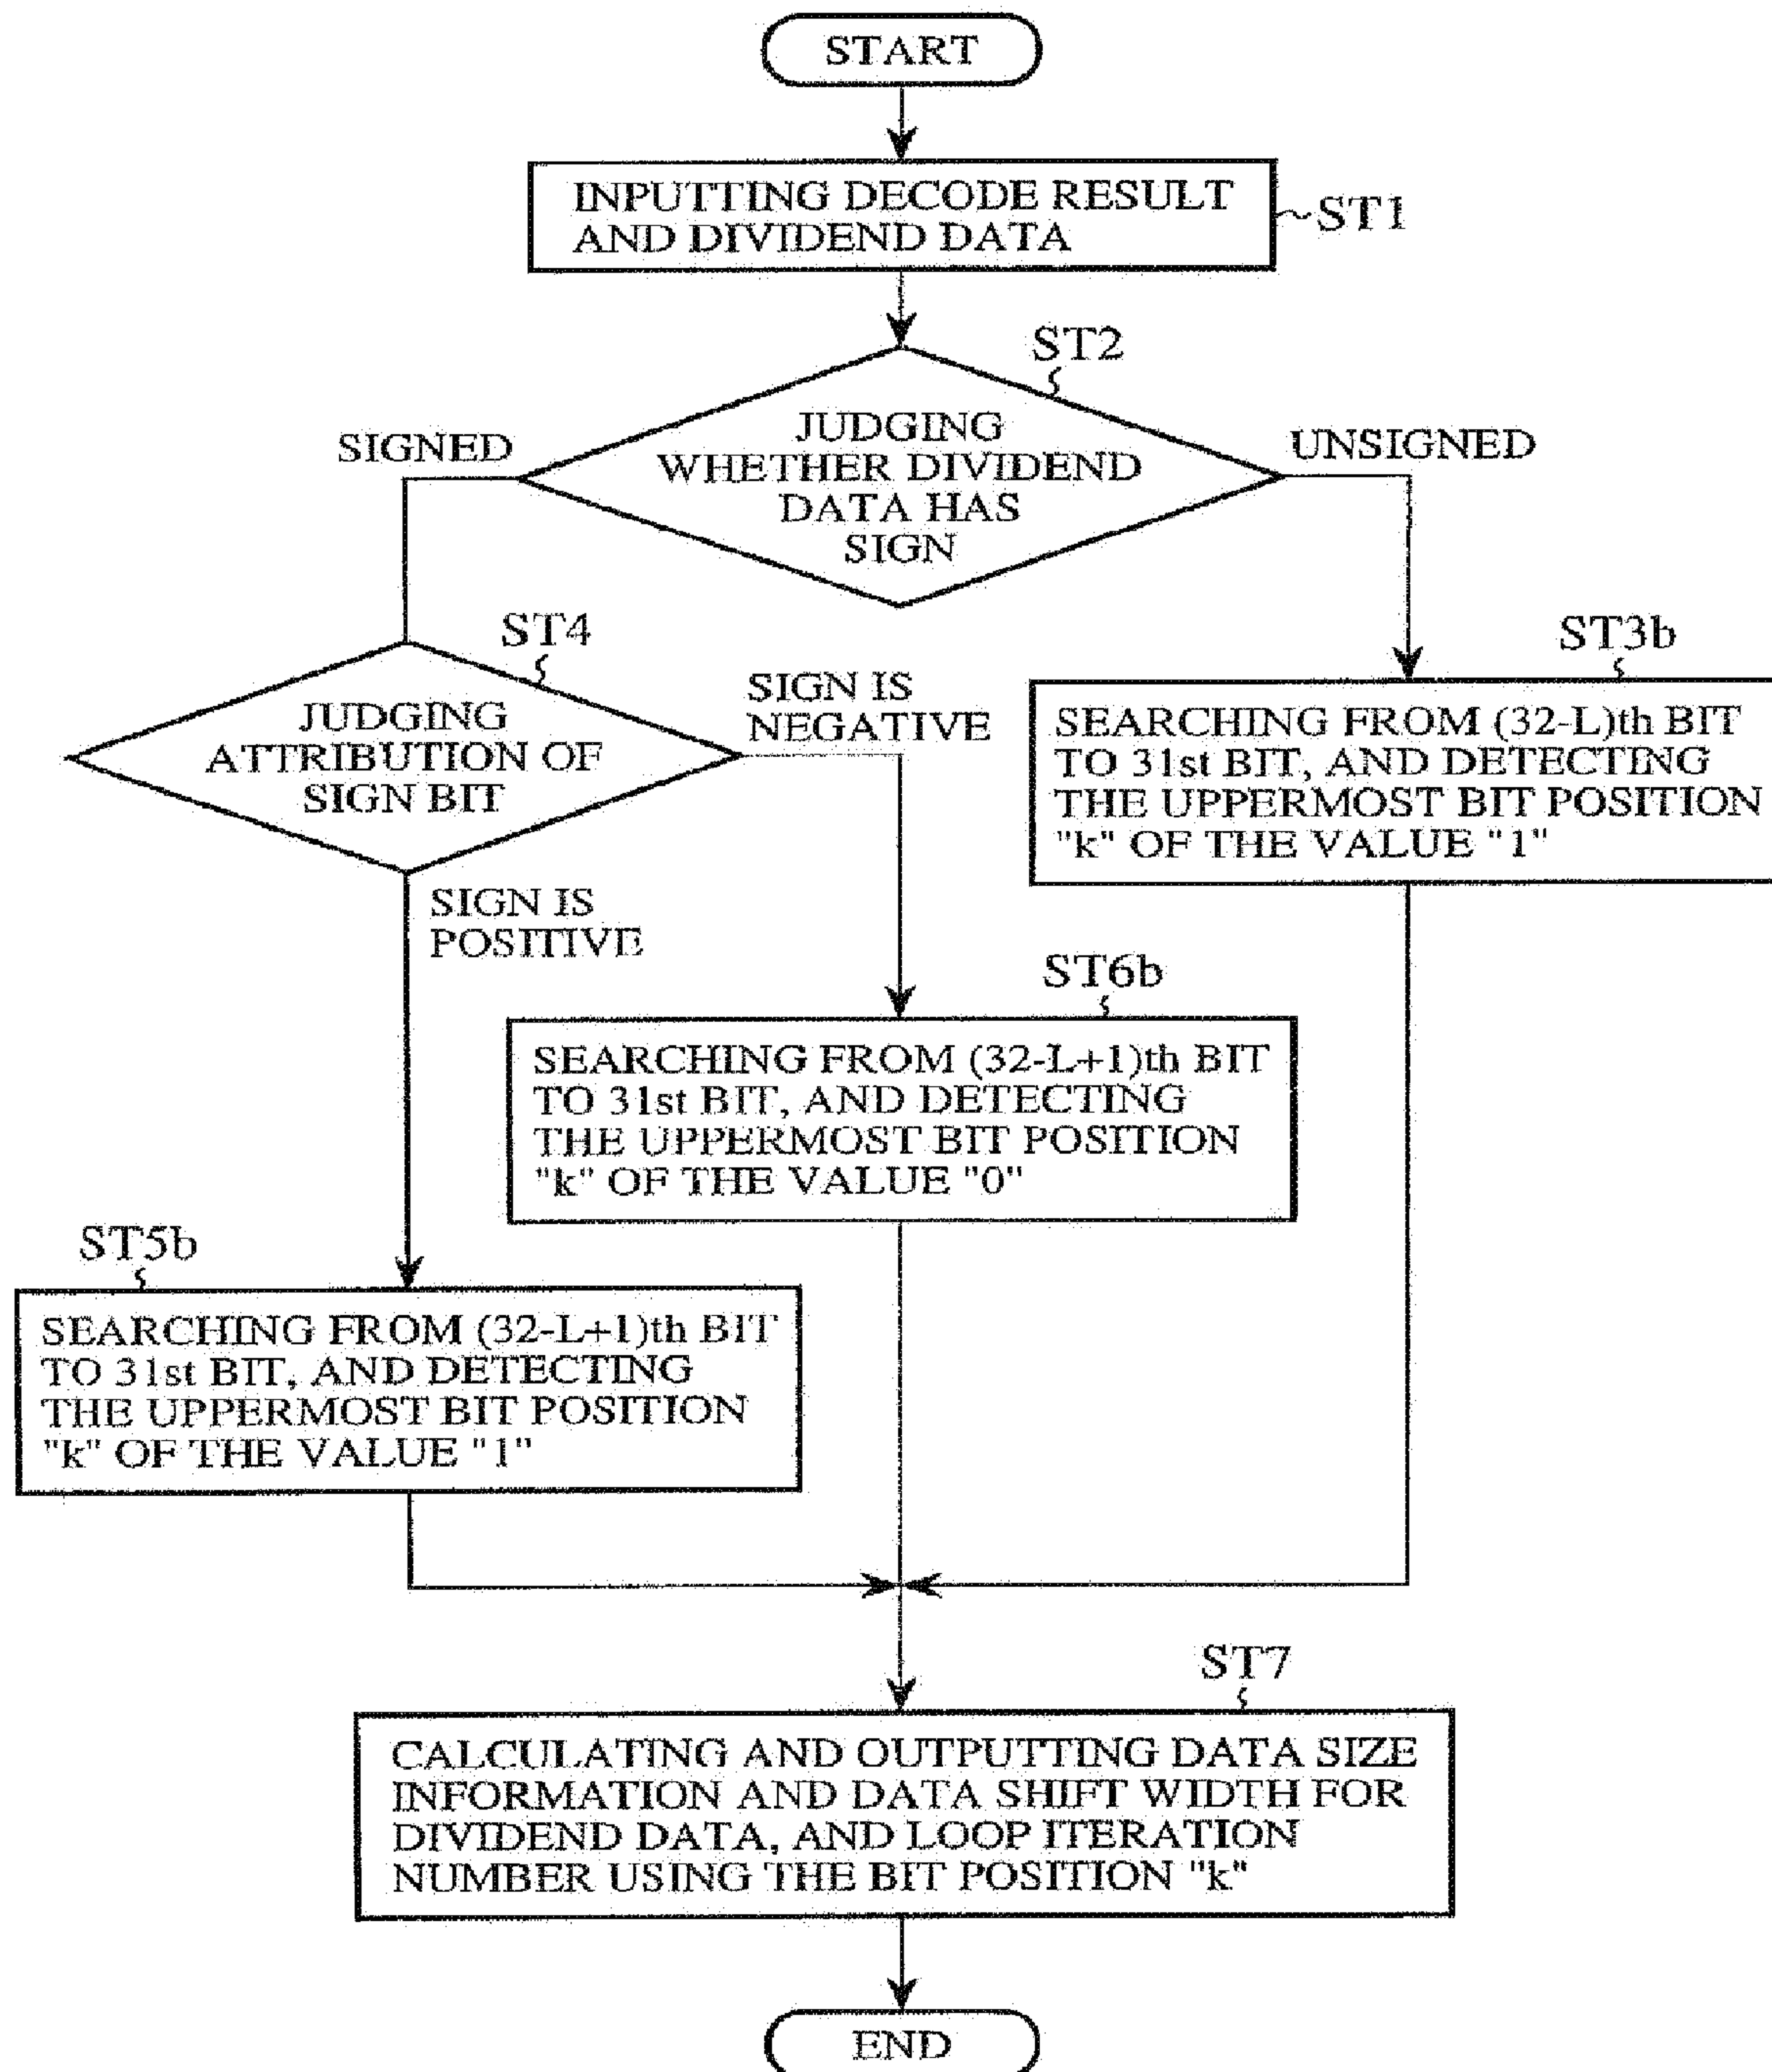 START
INPUTTING DECODE RESULT
AND DIVIDEND DATA
ST1
ST2
JUDGING
WHETHER DIVIDEND
DATA HAS
SIGN
SIGNED
UNSIGNED
ST4
JUDGING
ATTRIBUTION OF
SIGN BIT
SIGN IS
NEGATIVE
SIGN IS
POSITIVE
ST3b
SEARCHING FROM (32-L)th BIT
TO 31st BIT, AND DETECTING
THE UPPERMOST BIT POSITION
"k" OF THE VALUE "1"
ST6b
SEARCHING FROM (32-L+1)th BIT
TO 31st BIT, AND DETECTING
THE UPPERMOST BIT POSITION
"k" OF THE VALUE "0"
ST5b
SEARCHING FROM (32-L+1)th BIT
TO 31st BIT, AND DETECTING
THE UPPERMOST BIT POSITION
"k" OF THE VALUE "1"
ST7
CALCULATING AND OUTPUTTING DATA SIZE
INFORMATION AND DATA SHIFT WIDTH FOR
DIVIDEND DATA, AND LOOP ITERATION
NUMBER USING THE BIT POSITION "k"
END